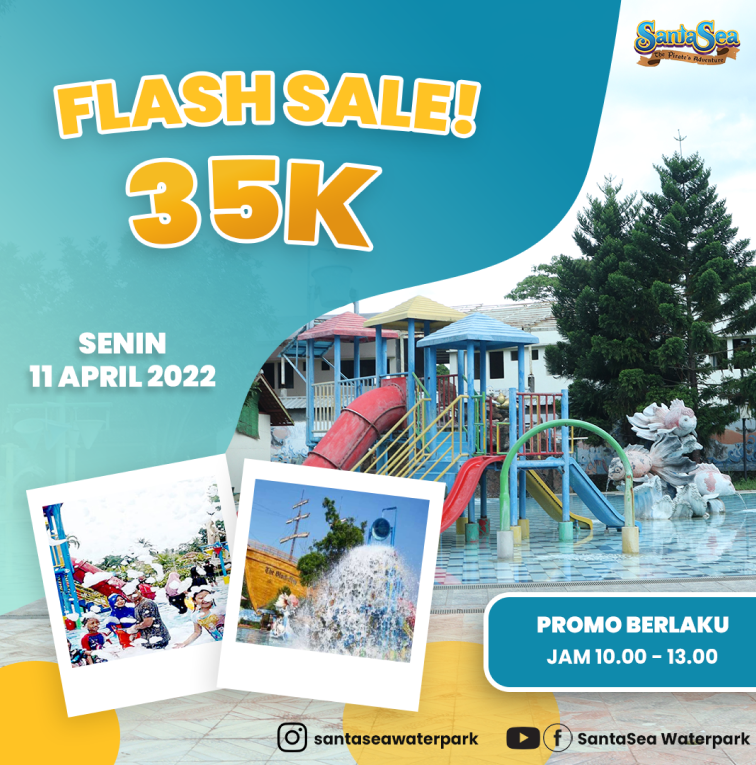 SantaSea
the Pirate's Adventure
FLASH SALE!
35K
SENIN
11 APRIL 2022
PROMO BERLAKU
JAM 10.00 - 13.00
santaseawaterpark
SantaSea Waterpark